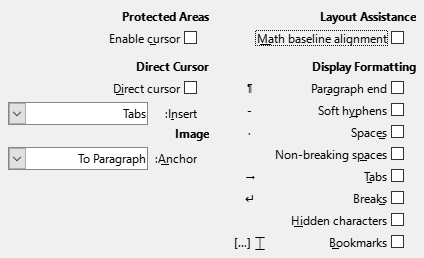 Protected Areas
Enable cursor
Direct Cursor
Direct cursor
Tabs :Insert
Image
To Paragraph :Anchor
Layout Assistance
Math baseline alignment
Display Formatting
¶ Paragraph end
- Soft hyphens
· Spaces
Non-breaking spaces
→ Tabs
↵ Breaks
Hidden characters
[...] ⌶ Bookmarks